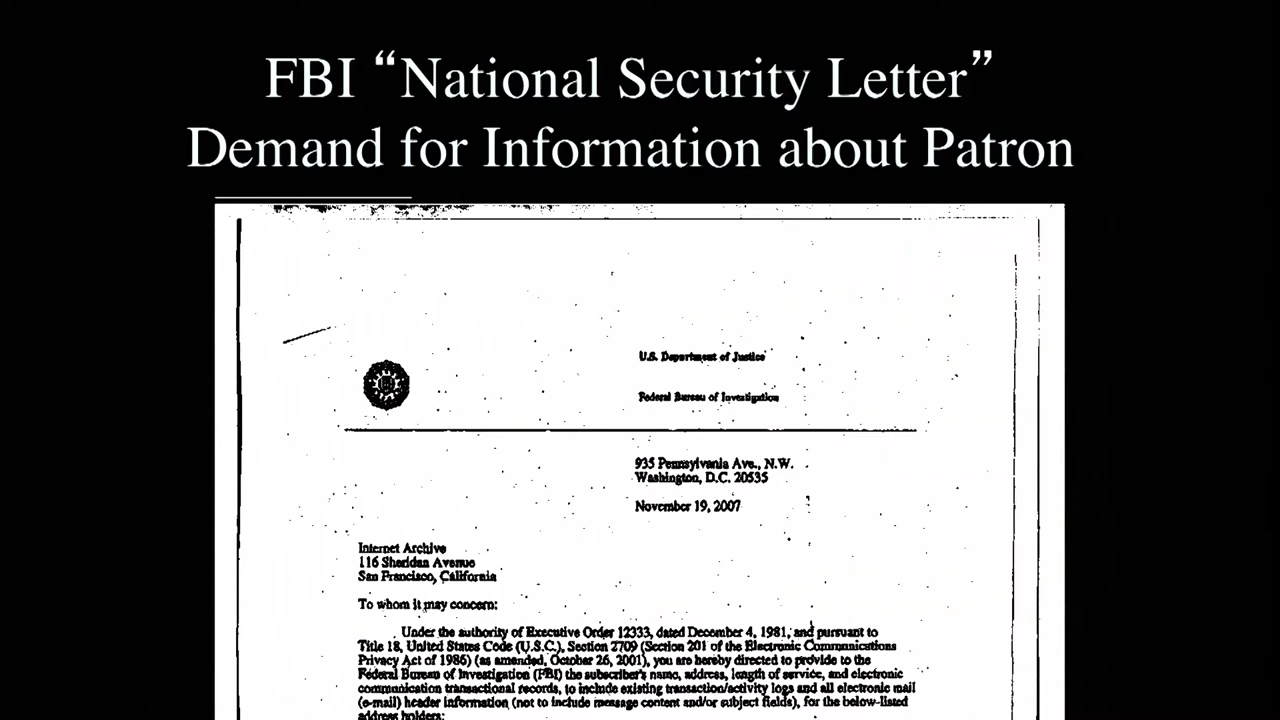 FBI “National Security Letter”
Demand for Information about Patron
U.S. Department of Justice
Federal Bureau of Investigation
935 Pennsylvania Ave., N.W.
Washington, D.C. 20535
November 19, 2007
Internet Archive
116 Sheridan Avenue
San Francisco, California
To whom it may concern:
Under the authority of Executive Order 12333, dated December 4, 1981, and pursuant to
Title 18, United States Code (U.S.C.), Section 2709 (Section 201 of the Electronic Communications
Privacy Act of 1986) (as amended, October 26, 2001), you are hereby directed to provide to the
Federal Bureau of Investigation (FBI) the subscriber's name, address, length of service, and electronic
communication transactional records, to include existing transaction/activity logs and all electronic mail
(e-mail) header information (not to include message content and/or subject fields), for the below-listed
address holders: